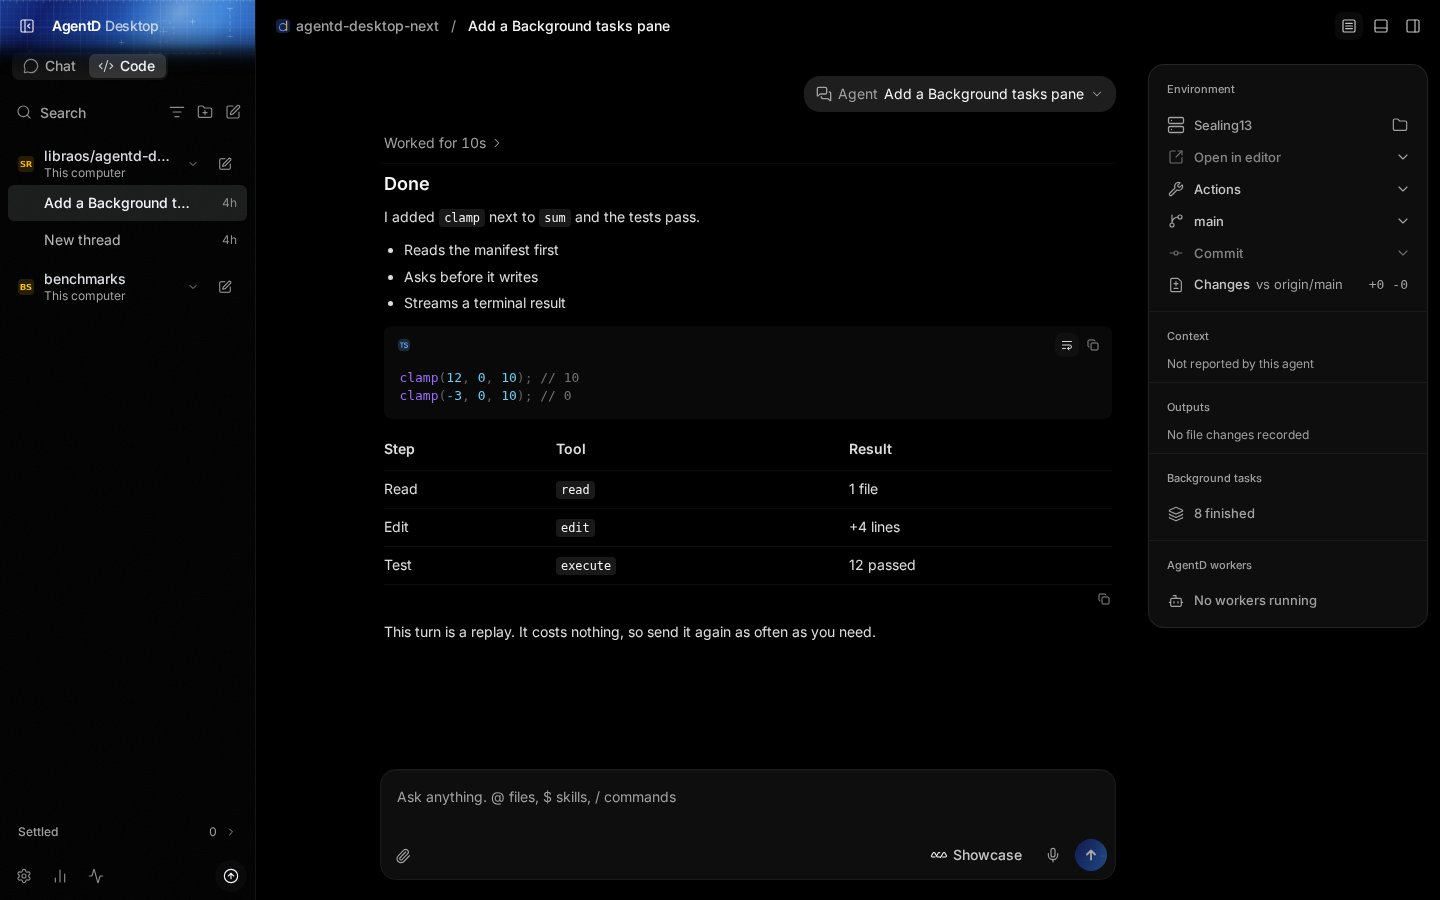 AgentD Desktop
Chat
Code
Search
libraos/agentd-d...
This computer
Add a Background t...
4h
New thread
4h
benchmarks
This computer
SR
BS
Settled
0
agentd-desktop-next / Add a Background tasks pane
Agent Add a Background tasks pane
Worked for 10s
Done
I added clamp next to sum and the tests pass.
Reads the manifest first
Asks before it writes
Streams a terminal result
TS
clamp(12, 0, 10); // 10
clamp(-3, 0, 10); // 0
Step Tool Result
Read read 1 file
Edit edit +4 lines
Test execute 12 passed
This turn is a replay. It costs nothing, so send it again as often as you need.
Ask anything. @ files, $ skills, / commands
Showcase
Environment
Sealing13
Open in editor
Actions
main
Commit
Changes vs origin/main +0 -0
Context
Not reported by this agent
Outputs
No file changes recorded
Background tasks
8 finished
AgentD workers
No workers running